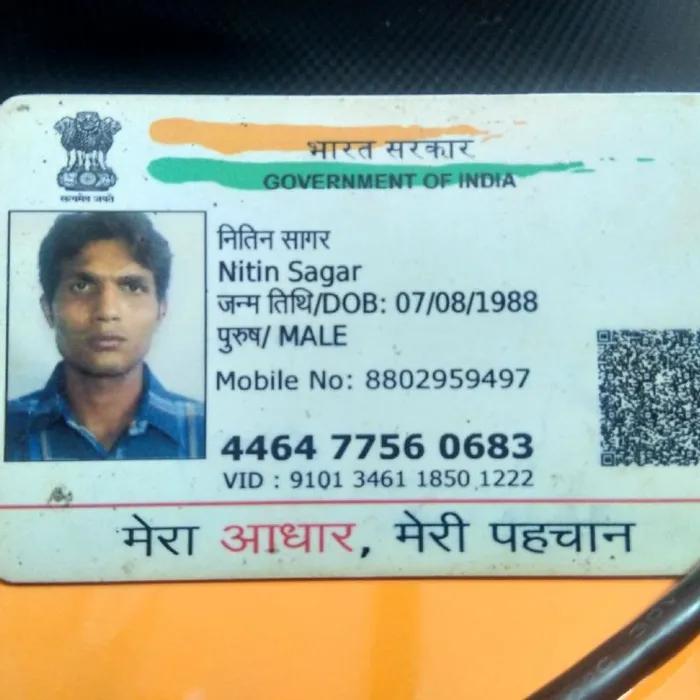 सत्यमेव जयते
भारत सरकार
GOVERNMENT OF INDIA
नितिन सागर
Nitin Sagar
जन्म तिथि/DOB: 07/08/1988
पुरुष/ MALE
Mobile No: 8802959497
4464 7756 0683
VID : 9101 3461 1850 1222
मेरा आधार, मेरी पहचान